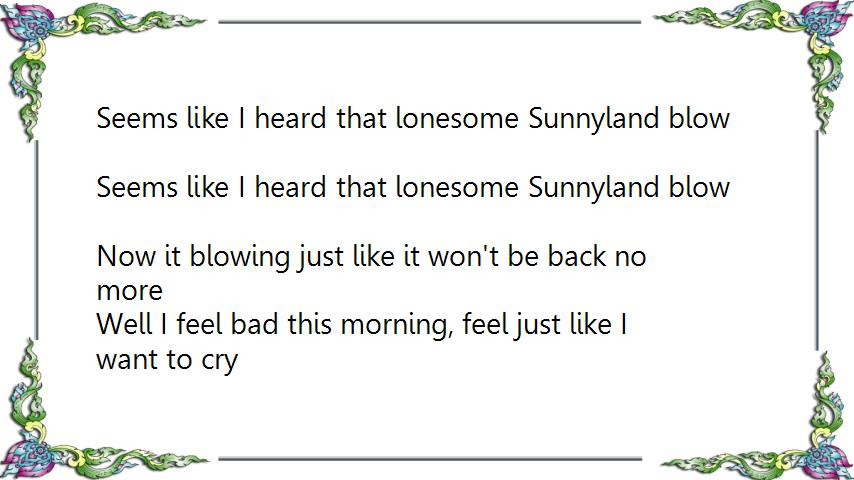 Seems like I heard that lonesome Sunnyland blow
Seems like I heard that lonesome Sunnyland blow
Now it blowing just like it won't be back no
more
Well I feel bad this morning, feel just like I
want to cry